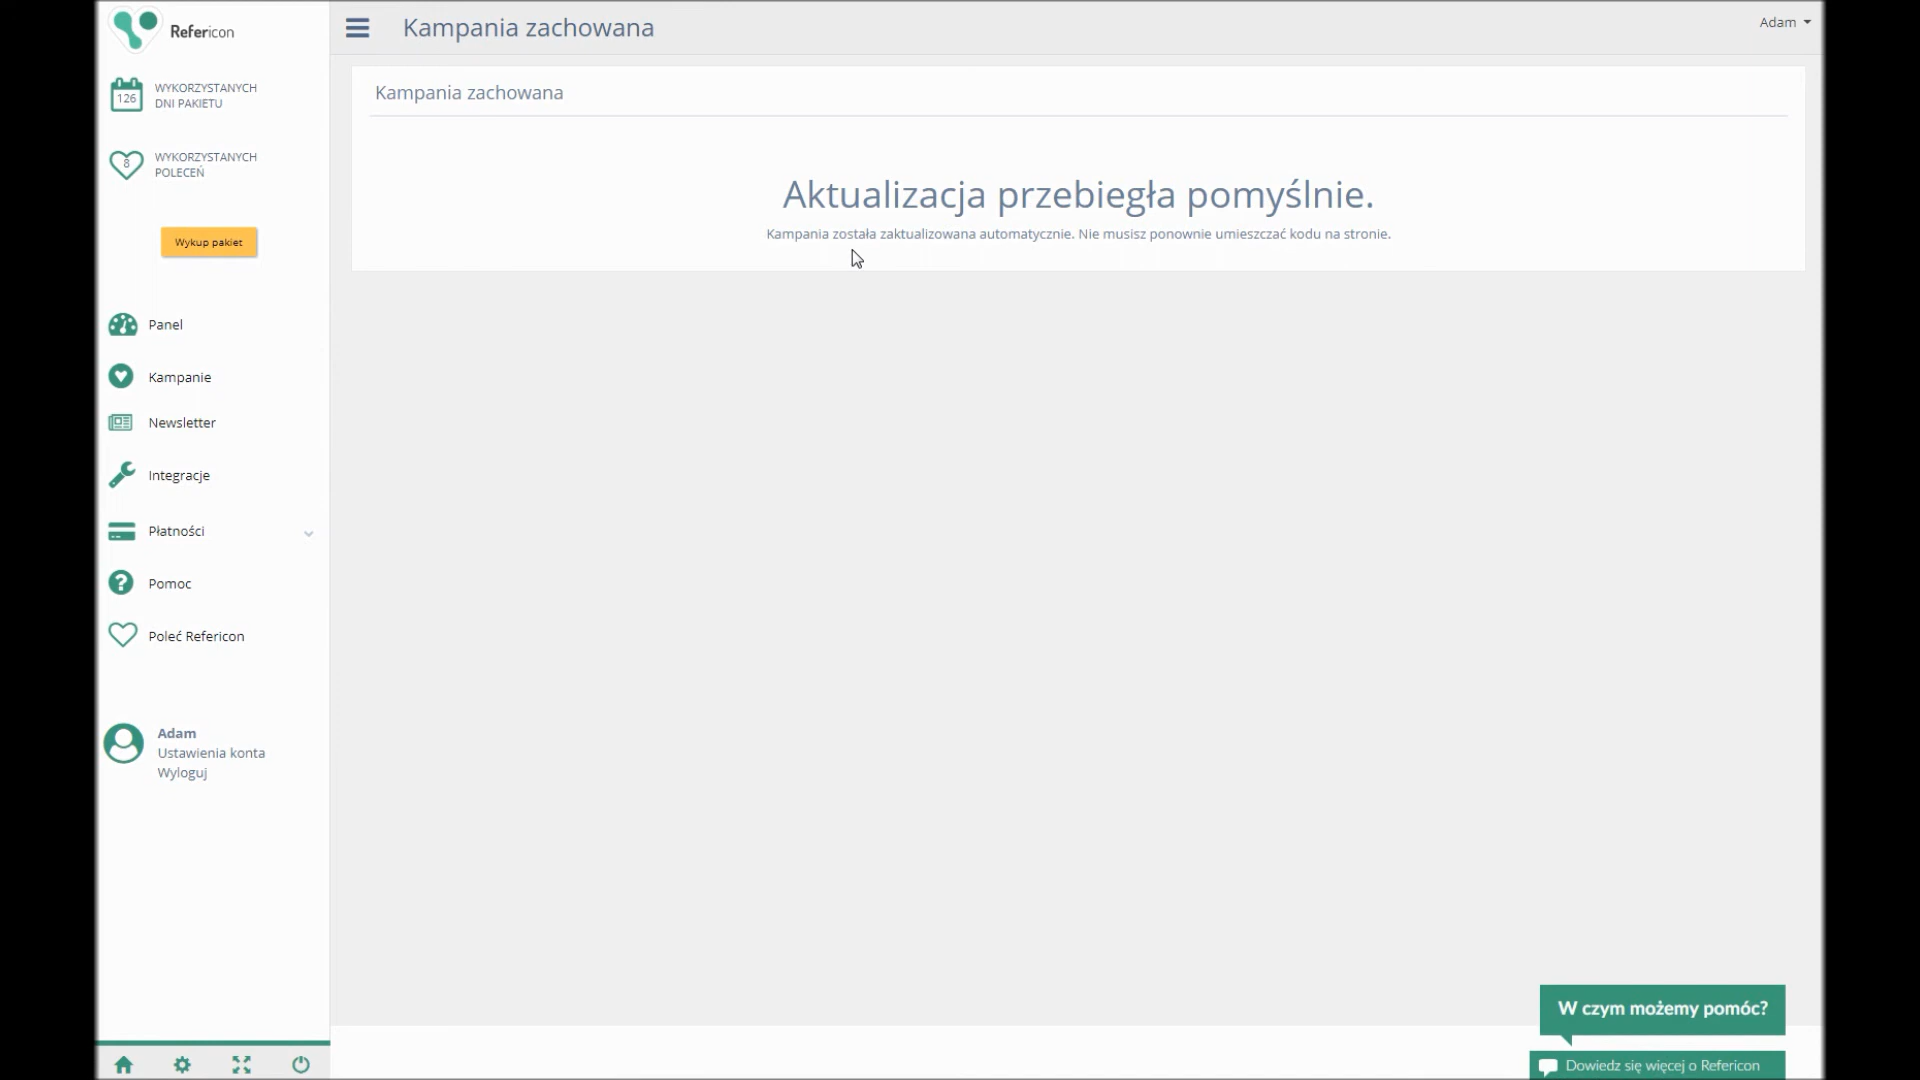 Refericon
126
WYKORZYSTANYCH
DNI PAKIETU
8
WYKORZYSTANYCH
POLECEŃ
Wykup pakiet
Panel
Kampanie
Newsletter
Integracje
Płatności
Pomoc
Poleć Refericon
Adam
Ustawienia konta
Wyloguj
Kampania zachowana
Adam
Kampania zachowana
Aktualizacja przebiegła pomyślnie.
Kampania została zaktualizowana automatycznie. Nie musisz ponownie umieszczać kodu na stronie.
W czym możemy pomóc?
Dowiedz się więcej o Refericon